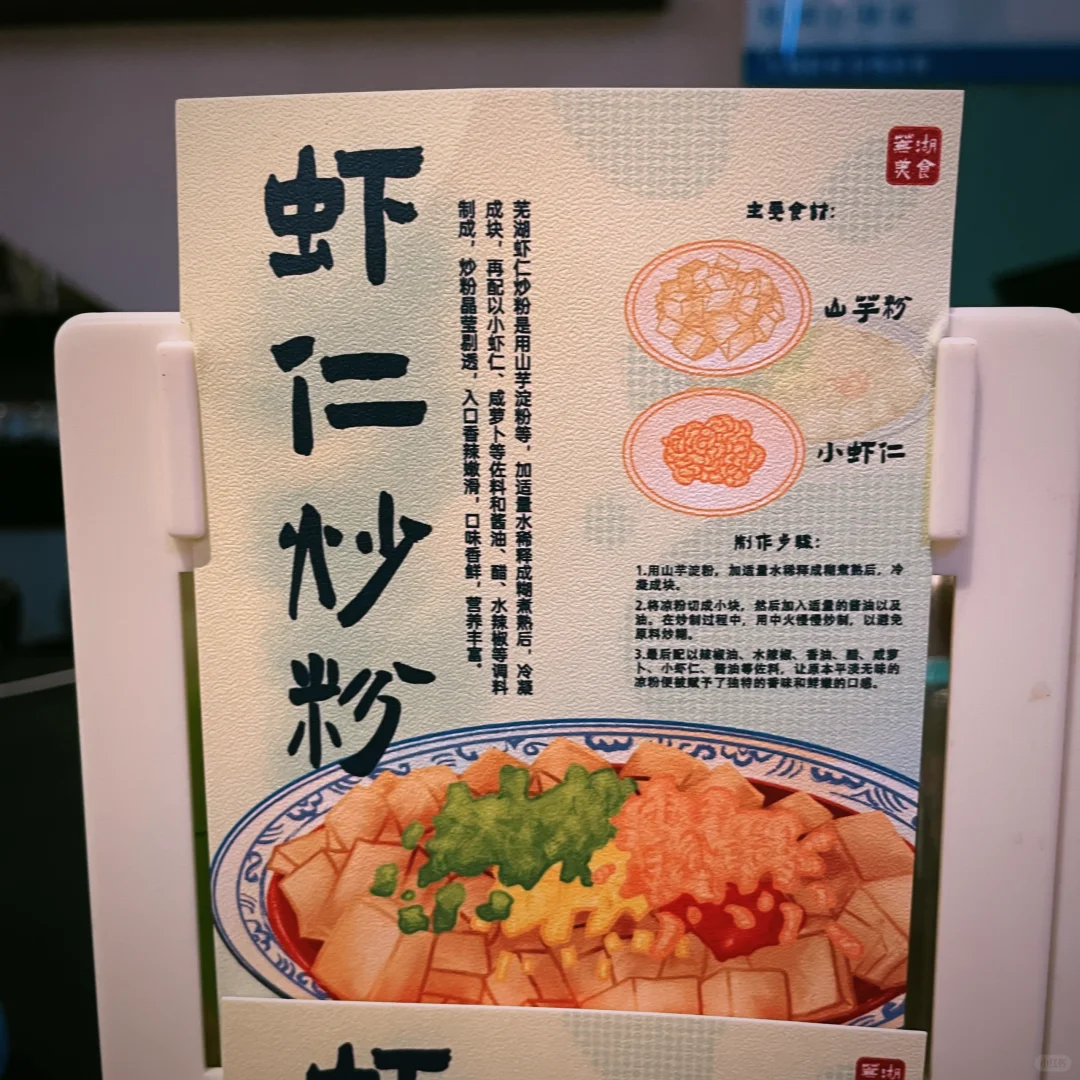 虾仁炒粉
芜湖虾仁炒粉是用山芋淀粉等，加适量水稀释成糊煮熟后，冷凝
成块，再配以小虾仁、咸萝卜等佐料和酱油、醋、水辣椒等调料
制成，炒粉晶莹剔透，入口香辣嫩滑，口味香鲜，营养丰富。
蕪湖
美食
主要食材：
山芋粉
小虾仁
制作步骤：
1.用山芋淀粉，加适量水稀释成糊煮熟后，冷
凝成块。
2.将凉粉切成小块，然后加入适量的酱油以及
油。在炒制过程中，用中火慢慢炒制，以避免
原料炒糊。
3.最后配以辣椒油、水辣椒、香油、醋、咸萝
卜、小虾仁、酱油等佐料，让原本平淡无味的
凉粉便被赋予了独特的香味和鲜嫩的口感。
虾
蕪湖